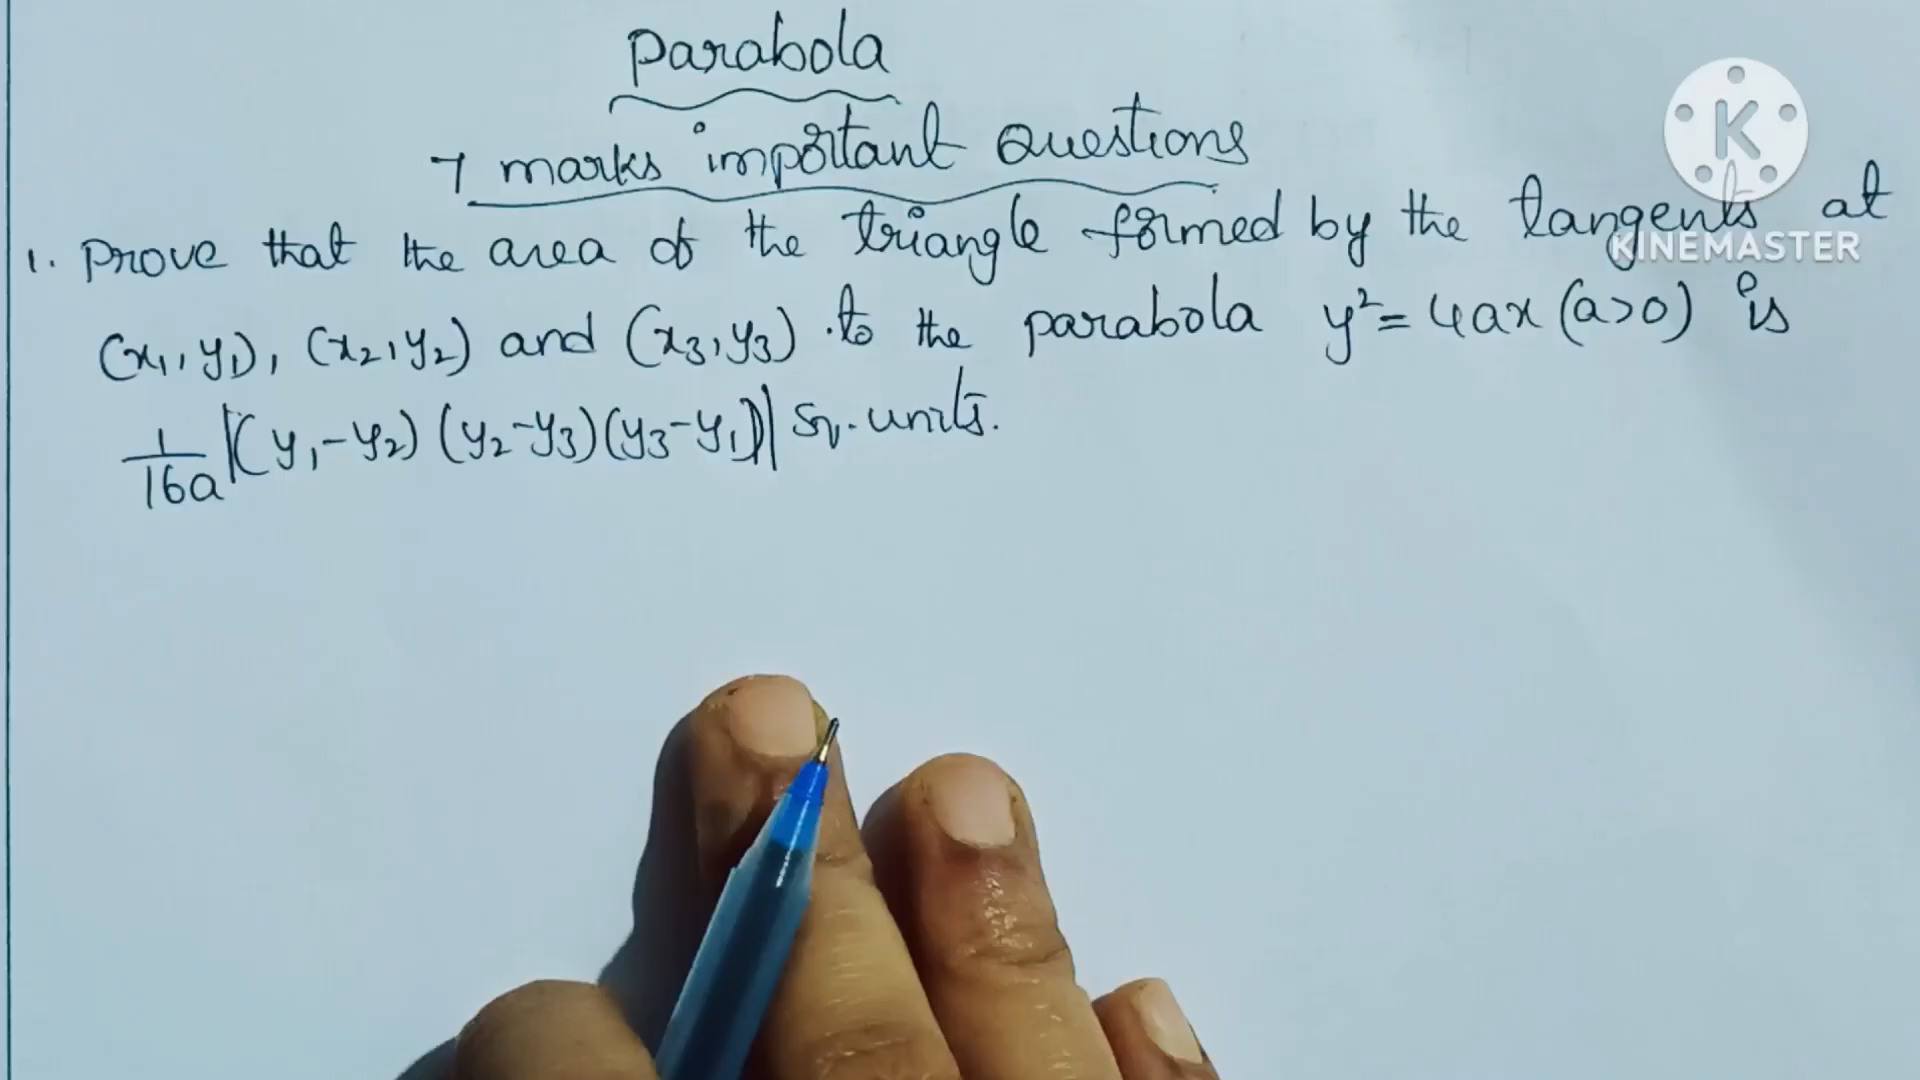 Parabola
7 marks important Questions
1. Prove that the area of the triangle formed by the tangents at
(x₁, y₁), (x₂, y₂) and (x₃, y₃) to the parabola y² = 4ax (a>0) is
1/16a |(y₁-y₂) (y₂-y₃)(y₃-y₁)| Sq. units.
K
KINEMASTER